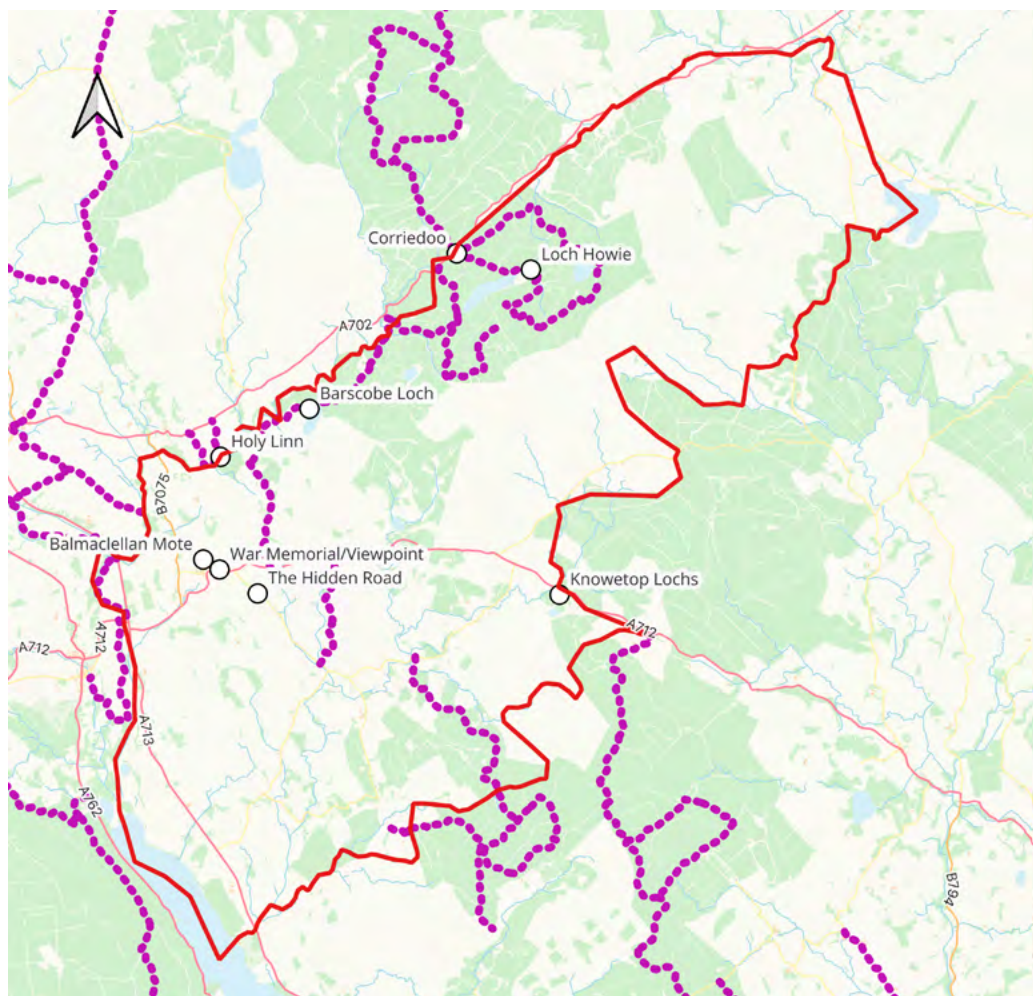 Corriedoo
Loch Howie
A702
Barscobe Loch
Holy Linn
B7075
Balmaclellan Mote
War Memorial/Viewpoint
The Hidden Road
Knowetop Lochs
A712
A712
A712
A713
A762
B794